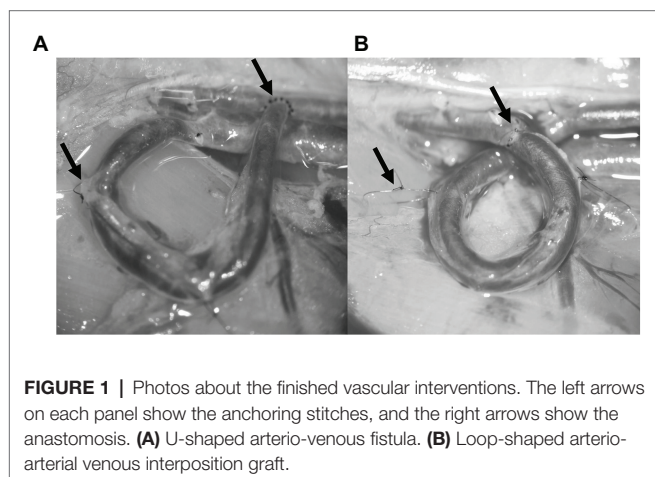 A
B
FIGURE 1 | Photos about the finished vascular interventions. The left arrows
on each panel show the anchoring stitches, and the right arrows show the
anastomosis. (A) U-shaped arterio-venous fistula. (B) Loop-shaped arterio-
arterial venous interposition graft.